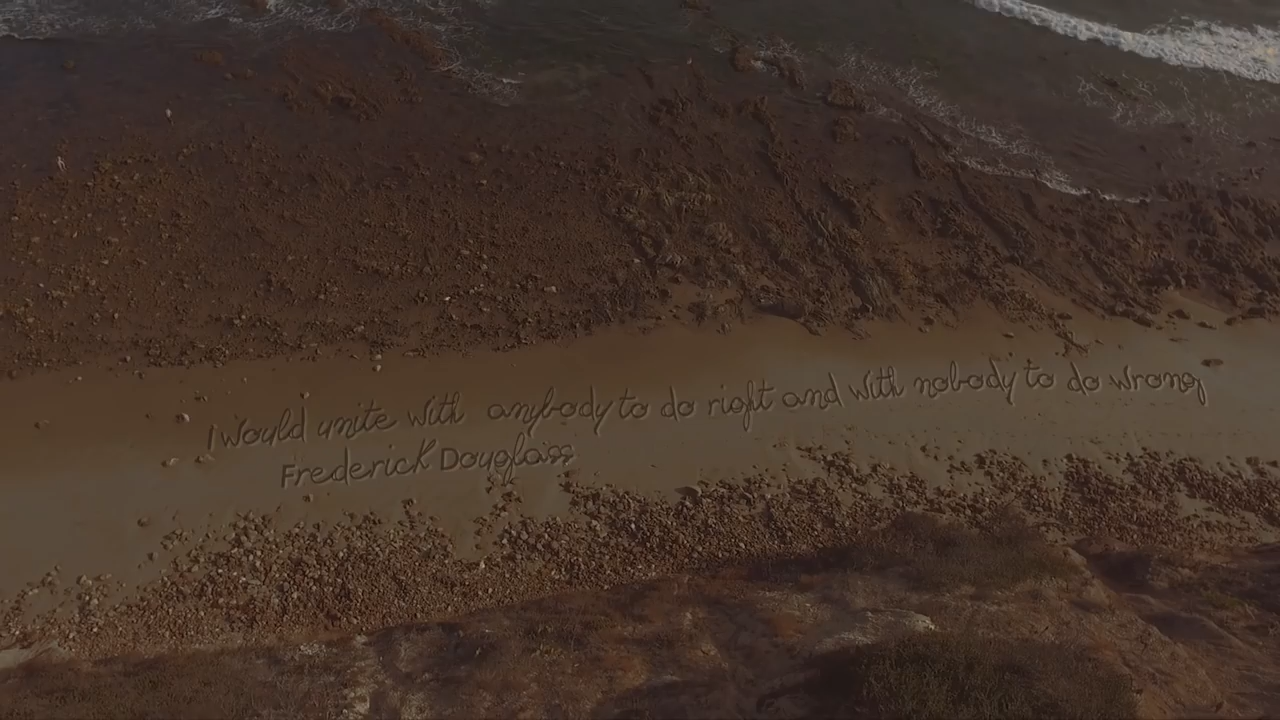 I would unite with anybody to do right and with nobody to do wrong
Frederick Douglass